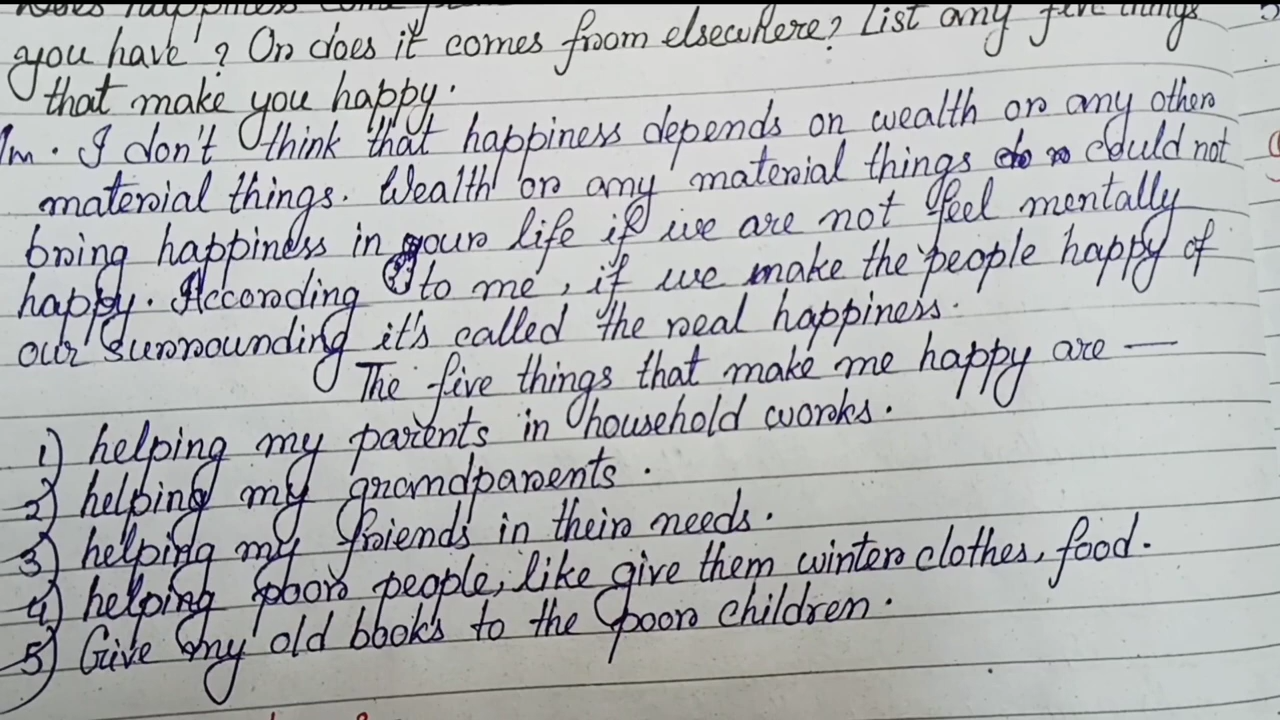 Does happiness come
you have ? Or does it comes from elsewhere? List any five things
that make you happy.
I don't think that happiness depends on wealth or any other
material things. Wealth or any material things could not
bring happiness in your life if we are not feel mentally
happy. According to me, if we make the people happy of
our surrounding it's called the real happiness.
The five things that make me happy are —
1) helping my parents in household works.
2) helping my grandparents.
3) helping my friends in their needs.
4) helping poor people, like give them winter clothes, food.
5) Give my old books to the poor children.